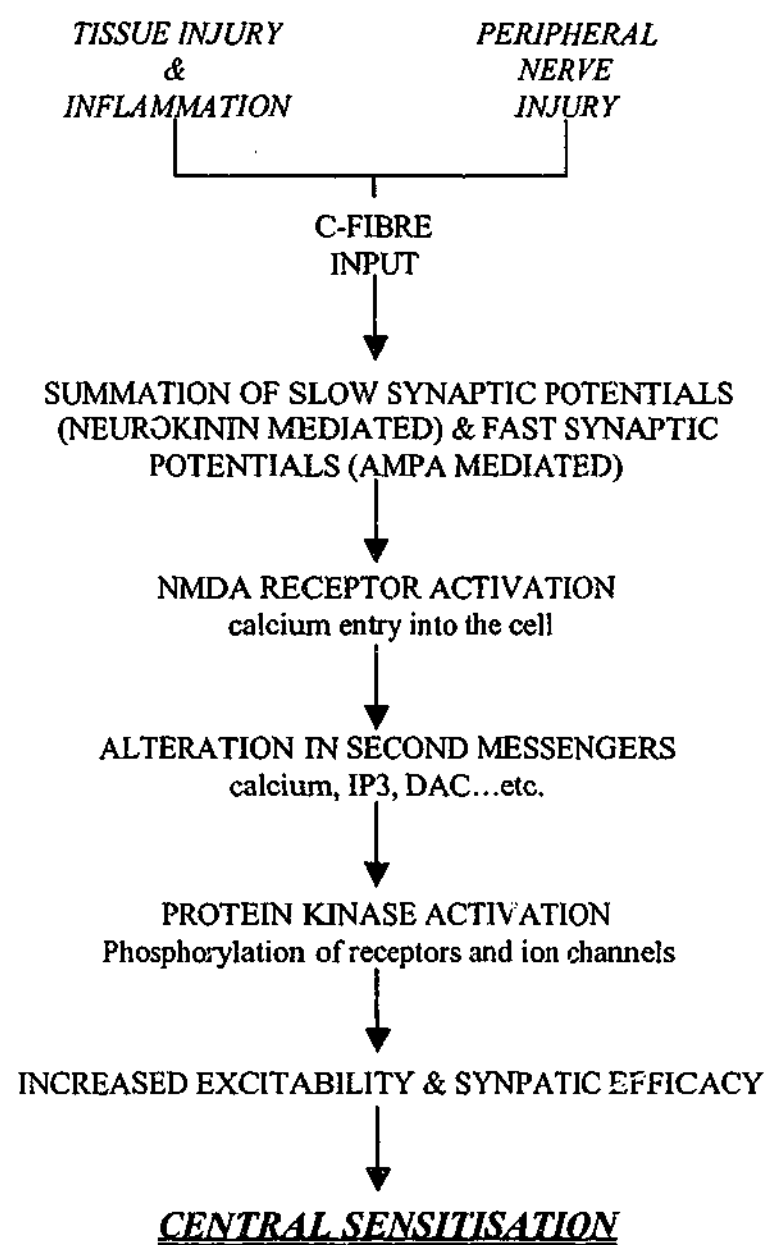 TISSUE INJURY
&
INFLAMMATION
PERIPHERAL
NERVE
INJURY
C-FIBRE
INPUT
SUMMATION OF SLOW SYNAPTIC POTENTIALS
(NEUROKININ MEDIATED) & FAST SYNAPTIC
POTENTIALS (AMPA MEDIATED)
NMDA RECEPTOR ACTIVATION
calcium entry into the cell
ALTERATION IN SECOND MESSENGERS
calcium, IP3, DAC...etc.
PROTEIN KINASE ACTIVATION
Phosphorylation of receptors and ion channels
INCREASED EXCITABILITY & SYNPATIC EFFICACY
CENTRAL SENSITISATION